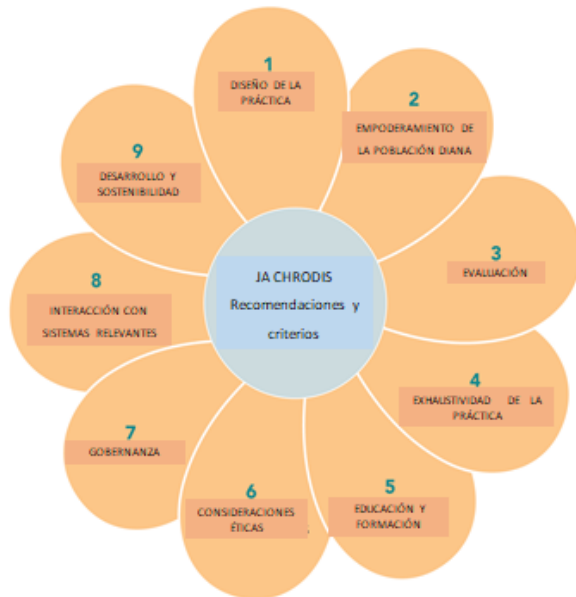 1
DISEÑO DE LA
PRÁCTICA
2
EMPODERAMIENTO DE
LA POBLACIÓN DIANA
3
EVALUACIÓN
4
EXHAUSTIVIDAD DE LA
PRÁCTICA
5
EDUCACIÓN Y
FORMACIÓN
6
CONSIDERACIONES
ÉTICAS
7
GOBERNANZA
8
INTERACCIÓN CON
SISTEMAS RELEVANTES
9
DESARROLLO Y
SOSTENIBILIDAD
JA CHRODIS
Recomendaciones y
criterios